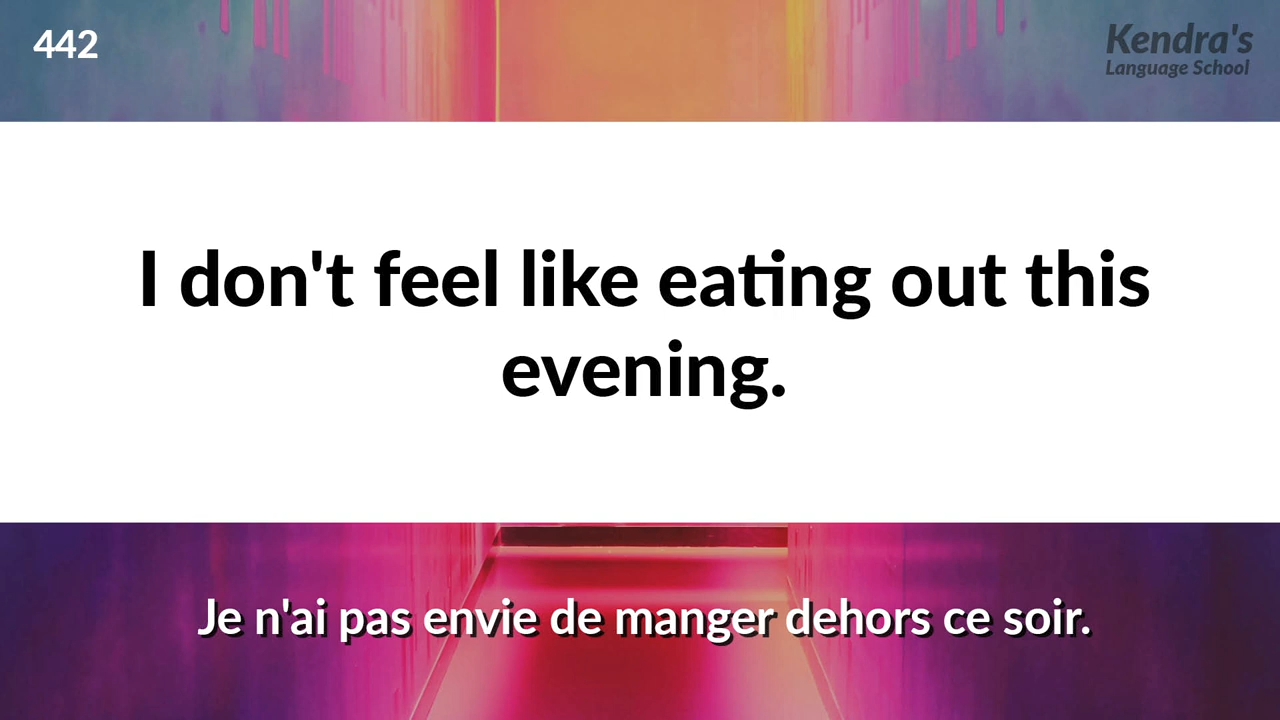 442
Kendra's
Language School
I don't feel like eating out this
evening.
Je n'ai pas envie de manger dehors ce soir.